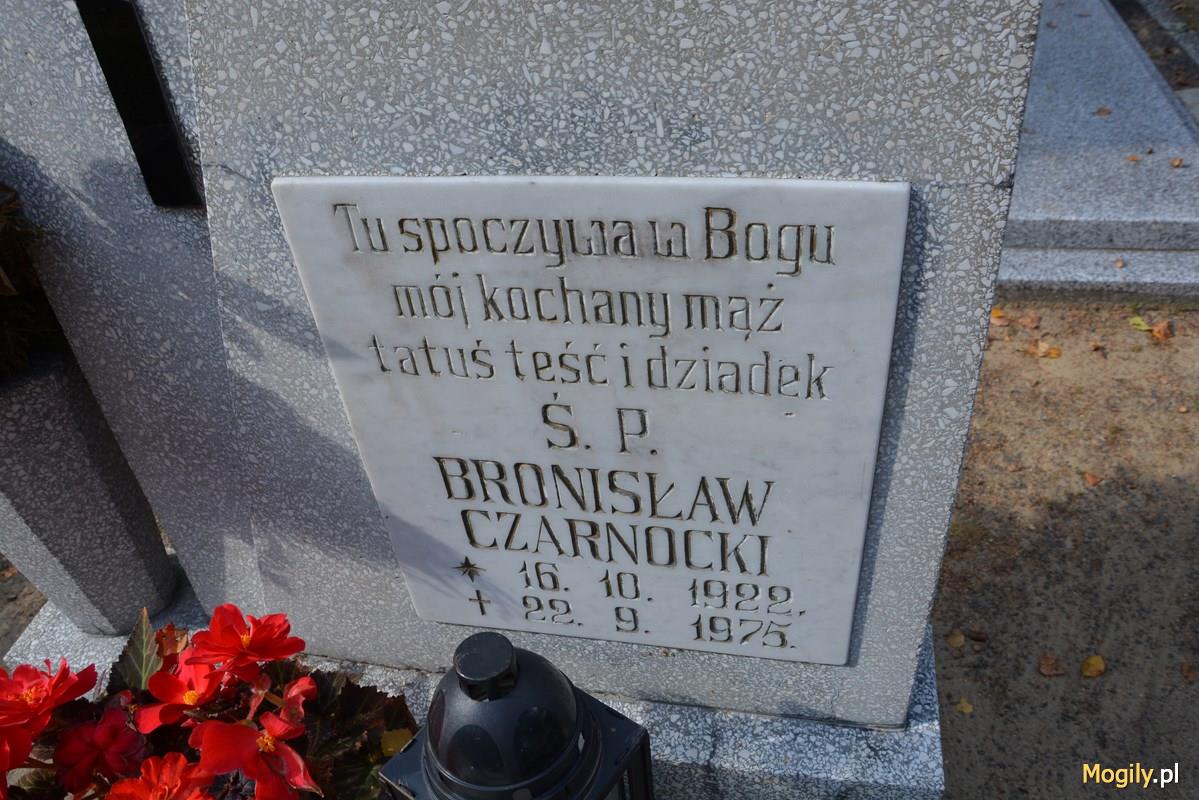 Tu spoczywa w Bogu
mój kochany mąż
tatuś teść i dziadek
Ś. P.
BRONISŁAW
CZARNOCKI
* 16. 10. 1922.
† 22. 9. 1975.
Mogily.pl